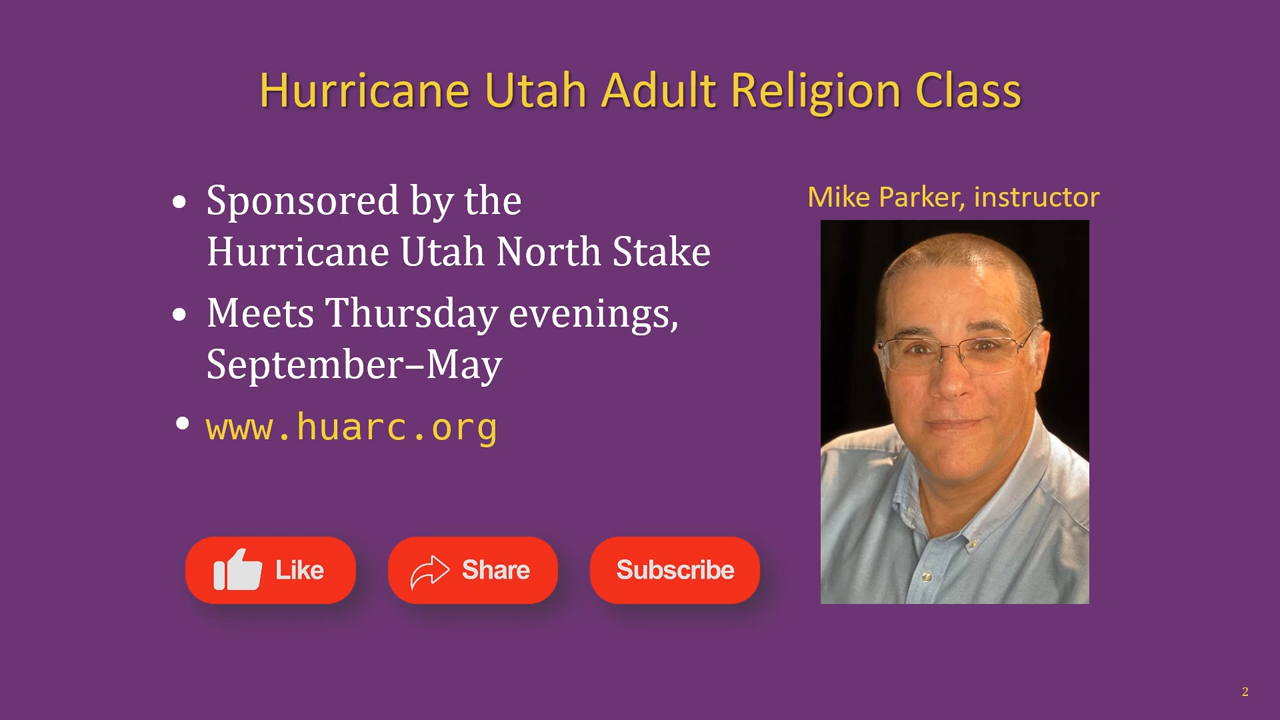 Hurricane Utah Adult Religion Class
• Sponsored by the
Hurricane Utah North Stake
• Meets Thursday evenings,
September–May
• www.huarc.org
Mike Parker, instructor
Like
Share
Subscribe
2